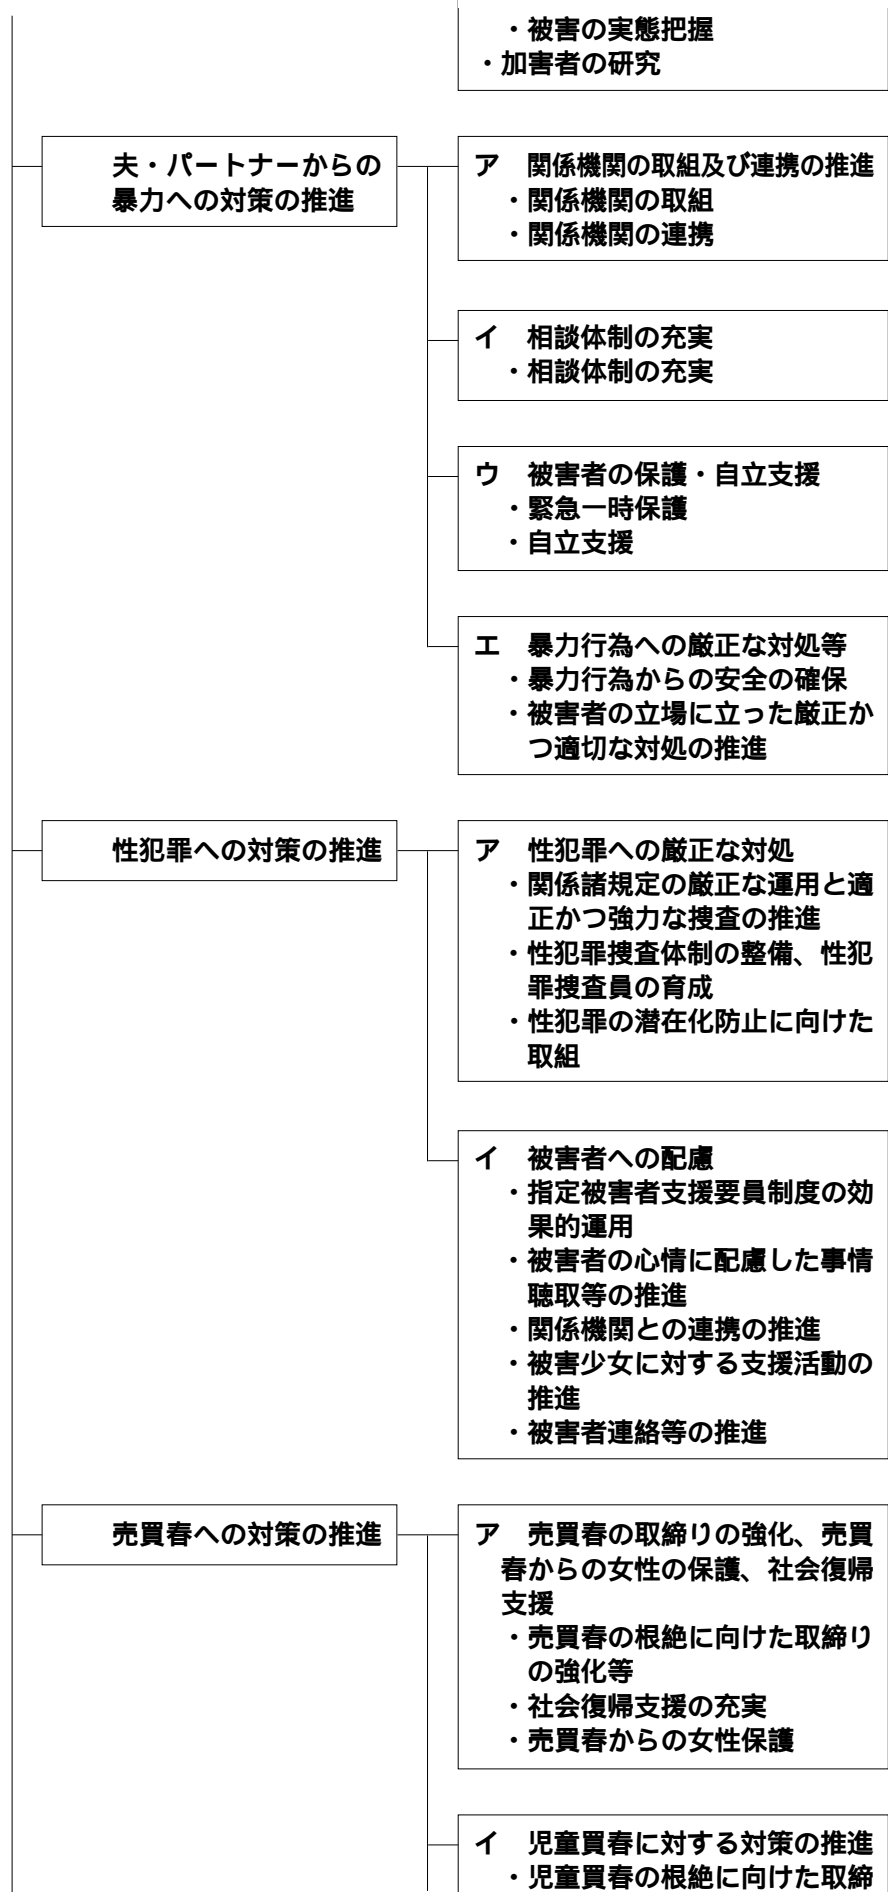 ・被害の実態把握
・加害者の研究
夫・パートナーからの
暴力への対策の推進
ア　関係機関の取組及び連携の推進
・関係機関の取組
・関係機関の連携
イ　相談体制の充実
・相談体制の充実
ウ　被害者の保護・自立支援
・緊急一時保護
・自立支援
エ　暴力行為への厳正な対処等
・暴力行為からの安全の確保
・被害者の立場に立った厳正か
つ適切な対処の推進
性犯罪への対策の推進
ア　性犯罪への厳正な対処
・関係諸規定の厳正な運用と適
正かつ強力な捜査の推進
・性犯罪捜査体制の整備、性犯
罪捜査員の育成
・性犯罪の潜在化防止に向けた
取組
イ　被害者への配慮
・指定被害者支援要員制度の効
果的運用
・被害者の心情に配慮した事情
聴取等の推進
・関係機関との連携の推進
・被害少女に対する支援活動の
推進
・被害者連絡等の推進
売買春への対策の推進
ア　売買春の取締りの強化、売買
春からの女性の保護、社会復帰
支援
・売買春の根絶に向けた取締り
の強化等
・社会復帰支援の充実
・売買春からの女性保護
イ　児童買春に対する対策の推進
・児童買春の根絶に向けた取締